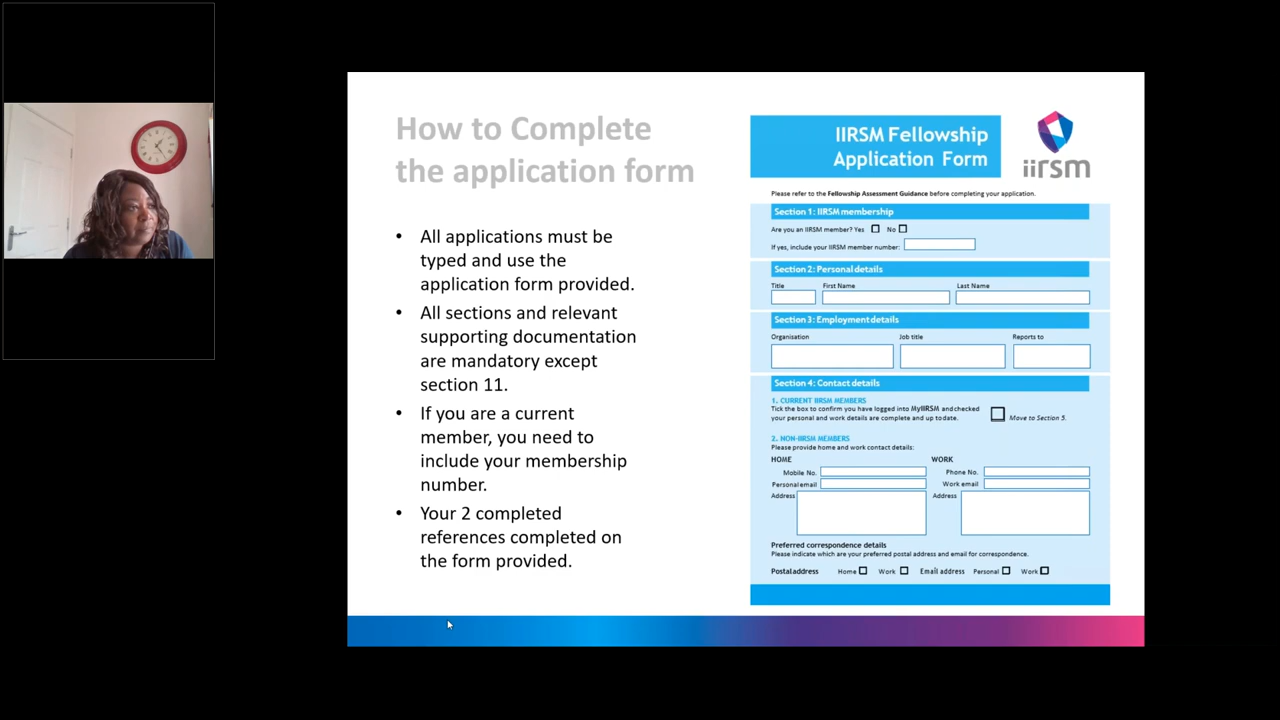 How to Complete
the application form
• All applications must be
typed and use the
application form provided.
• All sections and relevant
supporting documentation
are mandatory except
section 11.
• If you are a current
member, you need to
include your membership
number.
• Your 2 completed
references completed on
the form provided.
IIRSM Fellowship
Application Form
iirsm
Please refer to the Fellowship Assessment Guidance before completing your application.
Section 1: IIRSM membership
Are you an IIRSM member? Yes No
If yes, include your IIRSM member number:
Section 2: Personal details
Title First Name Last Name
Section 3: Employment details
Organisation Job title Reports to
Section 4: Contact details
1. CURRENT IIRSM MEMBERS
Tick the box to confirm you have logged into MyIIRSM and checked
your personal and work details are complete and up to date.
Move to Section 5.
2. NON-IIRSM MEMBERS
Please provide home and work contact details:
HOME WORK
Mobile No. Phone No.
Personal email Work email
Address Address
Preferred correspondence details
Please indicate which are your preferred postal address and email for correspondence.
Postal address Home Work Email address Personal Work